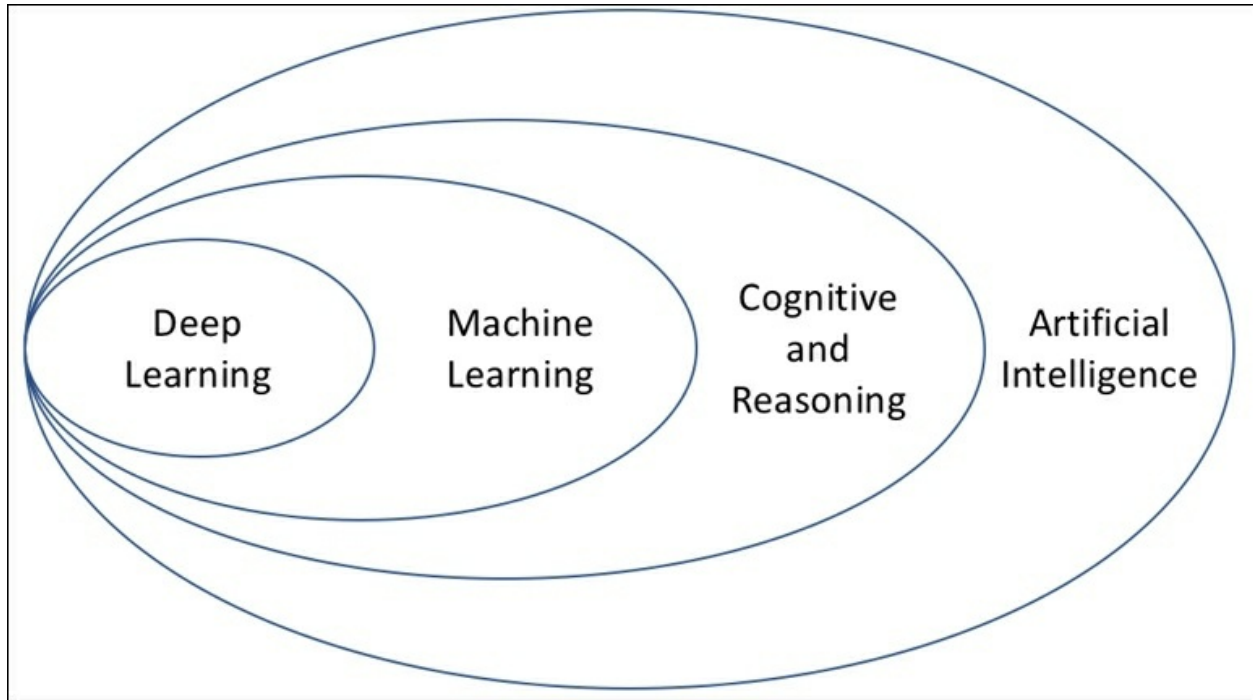 Deep
Learning
Machine
Learning
Cognitive
and
Reasoning
Artificial
Intelligence